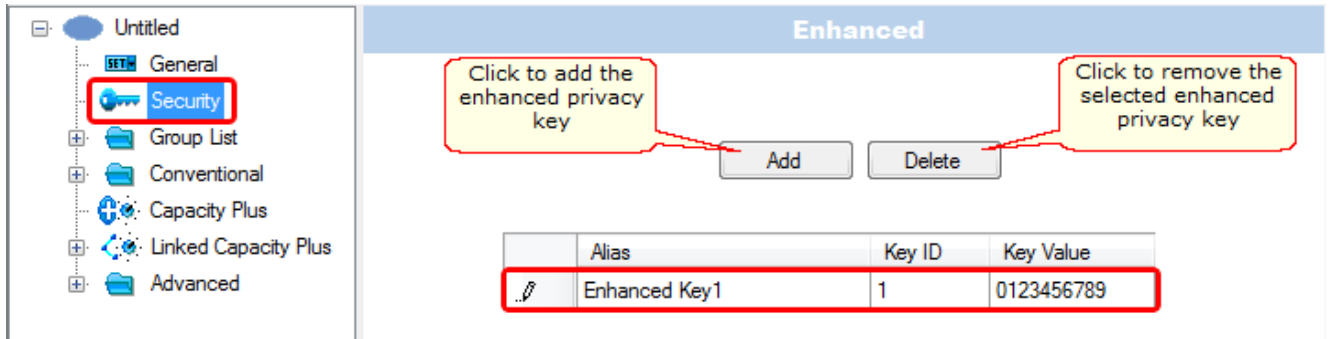 Untitled
SET
General
Security
Group List
Conventional
Capacity Plus
Linked Capacity Plus
Advanced
Enhanced
Click to add the
enhanced privacy
key
Click to remove the
selected enhanced
privacy key
Add
Delete
Alias Key ID Key Value
Enhanced Key1 1 0123456789